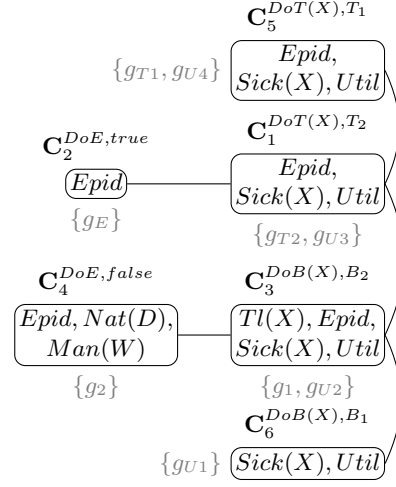 C_5^{DoT(X),T_1}
{g_{T1}, g_{U4}}
Epid,
Sick(X), Util
C_2^{DoE,true}
Epid
{g_E}
C_1^{DoT(X),T_2}
Epid,
Sick(X), Util
{g_{T2}, g_{U3}}
C_4^{DoE,false}
Epid, Nat(D),
Man(W)
{g_2}
C_3^{DoB(X),B_2}
Tl(X), Epid,
Sick(X), Util
{g_1, g_{U2}}
C_6^{DoB(X),B_1}
{g_{U1}}
Sick(X), Util